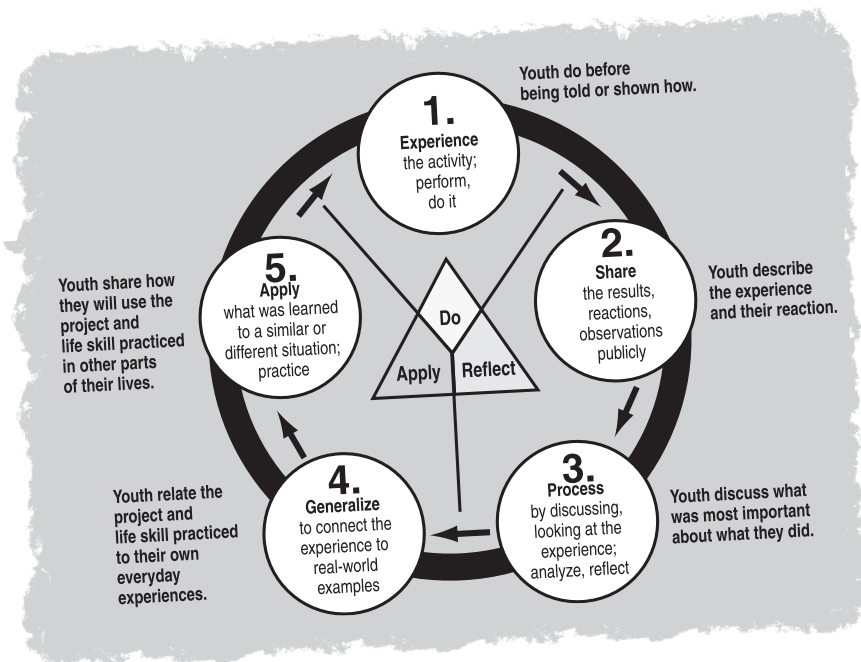 Youth do before
being told or shown how.
1.
Experience
the activity;
perform,
do it
2.
Share
the results,
reactions,
observations
publicly
Youth describe
the experience
and their reaction.
3.
Process
by discussing,
looking at the
experience;
analyze, reflect
Youth discuss what
was most important
about what they did.
4.
Generalize
to connect the
experience to
real-world
examples
Youth relate the
project and
life skill practiced
to their own
everyday
experiences.
5.
Apply
what was learned
to a similar or
different situation;
practice
Youth share how
they will use the
project and
life skill practiced
in other parts
of their lives.
Do
Apply
Reflect